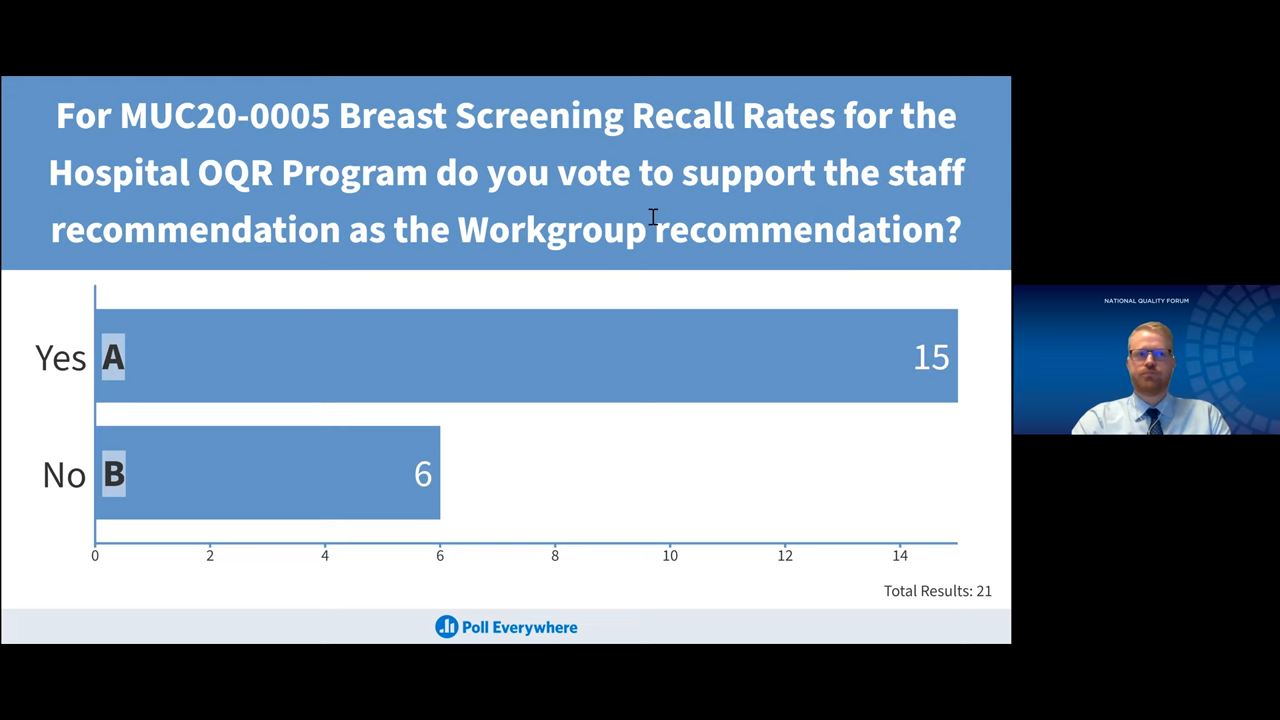 For MUC20-0005 Breast Screening Recall Rates for the
Hospital OQR Program do you vote to support the staff
recommendation as the Workgroup recommendation?
Yes A 15
No B 6
0 2 4 6 8 10 12 14
Total Results: 21
Poll Everywhere
NATIONAL QUALITY FORUM